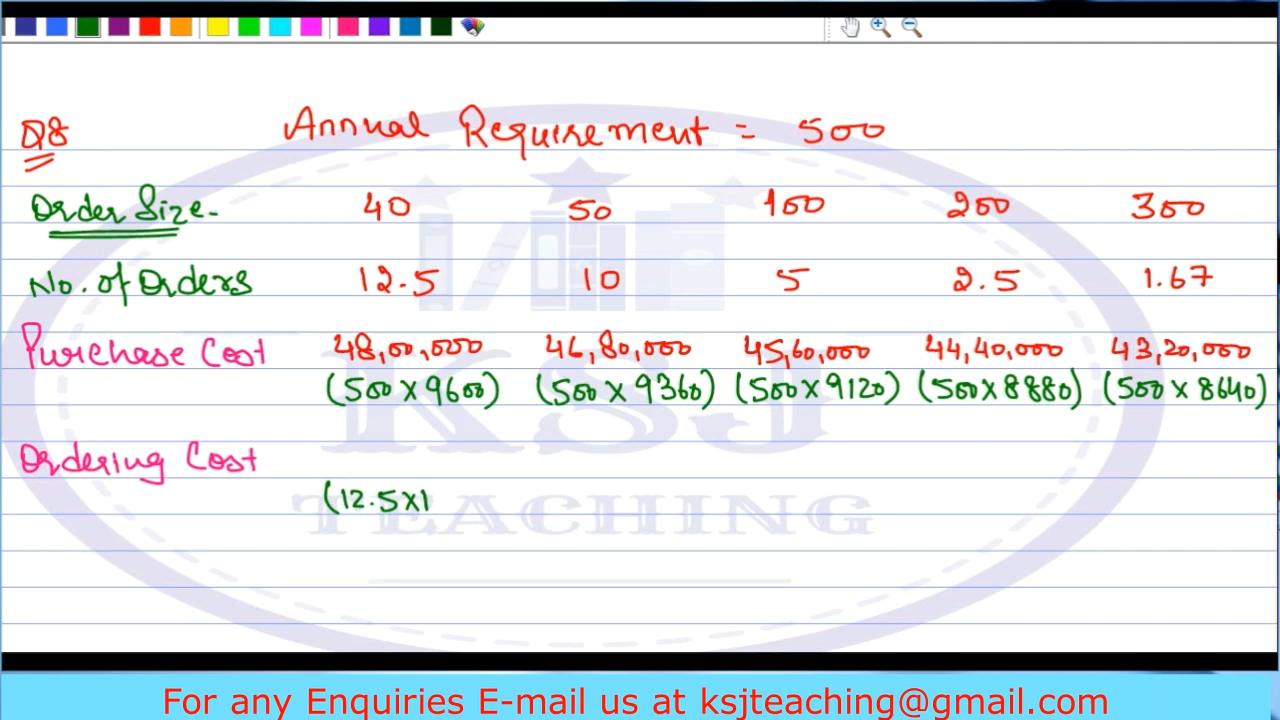 Q8 Annual Requirement = 500
Order Size- 40 50 100 200 300
No. of Orders 12.5 10 5 2.5 1.67
Purchase Cost 48,00,000 46,80,000 45,60,000 44,40,000 43,20,000
(500 X 9600) (500 X 9360) (500 X 9120) (500 X 8880) (500 X 8640)
Ordering Cost
(12.5 X 1
KSJ
TEACHING
For any Enquiries E-mail us at ksjteaching@gmail.com